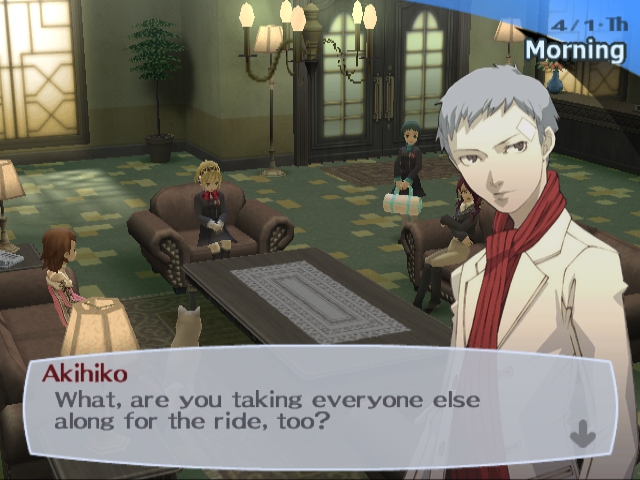 4/1・Th
Morning
Akihiko
What, are you taking everyone else
along for the ride, too?